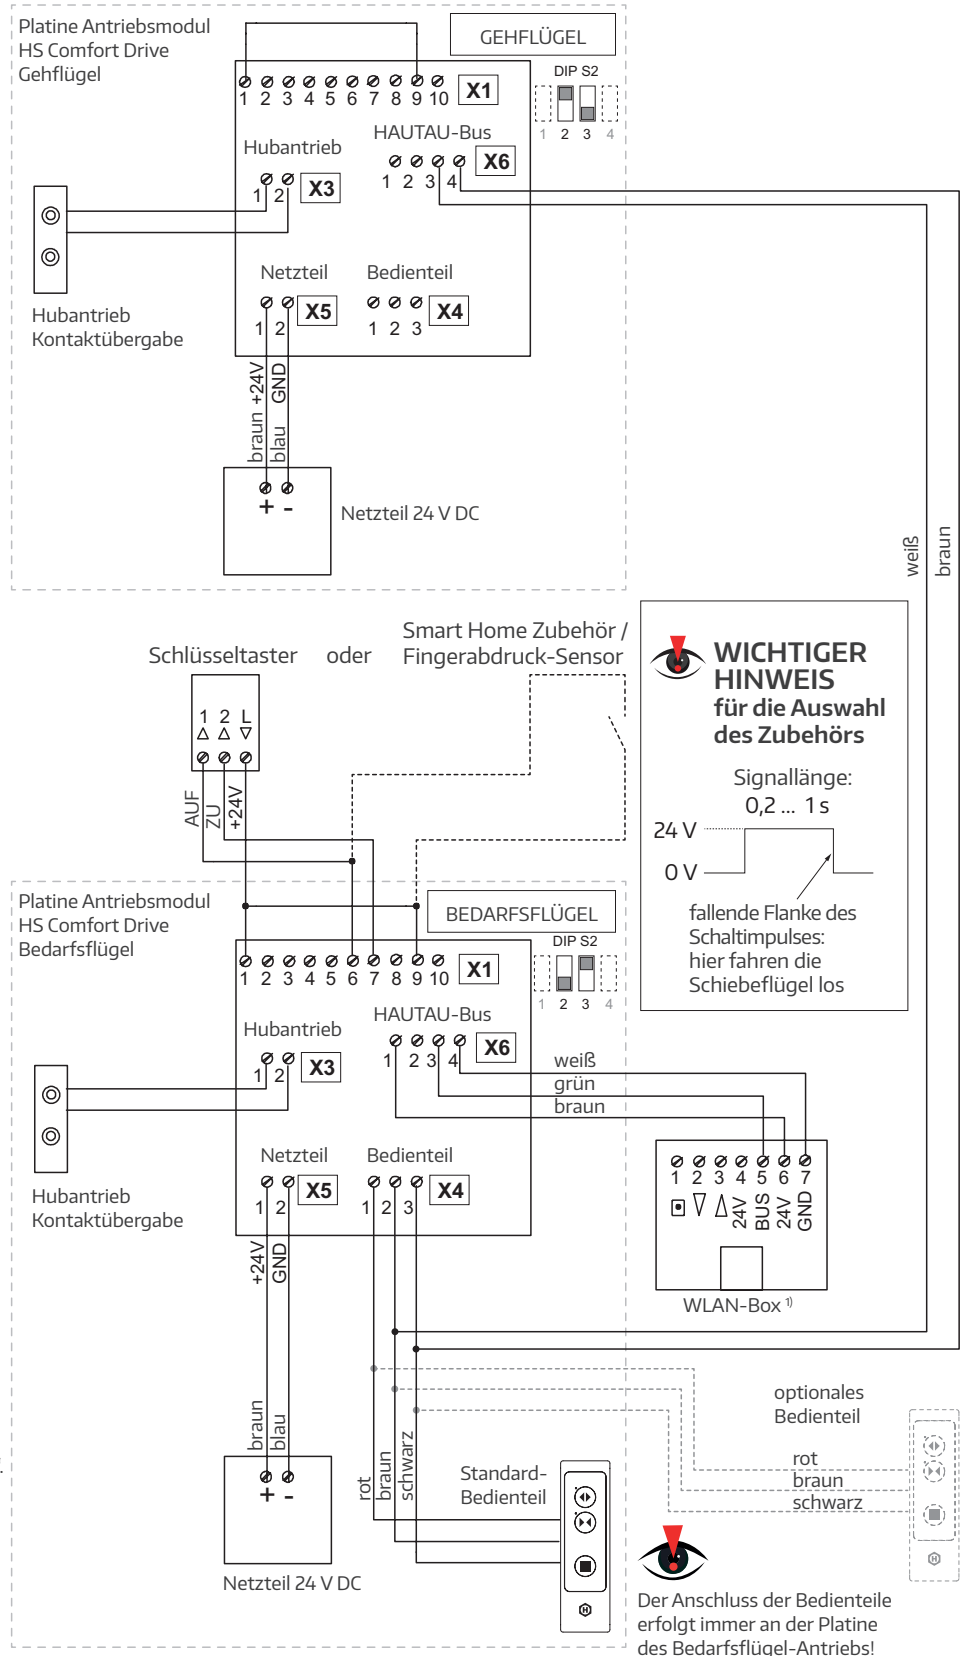 Platine Antriebsmodul
HS Comfort Drive
Gehflügel
GEHFLÜGEL
DIP S2
1 2 3 4 5 6 7 8 9 10
X1
1 2 3 4
HAUTAU-Bus
Hubantrieb
X6
1 2 3 4
1 2
X3
Netzteil
Bedienteil
X5
X4
1 2
1 2 3
Hubantrieb
Kontaktübergabe
+24V
GND
braun
blau
+ -
Netzteil 24 V DC
weiß
braun
Schlüsseltaster oder
Smart Home Zubehör /
Fingerabdruck-Sensor
1 2 L
AUF
ZU
+24V
WICHTIGER
HINWEIS
für die Auswahl
des Zubehörs
Signallänge:
0,2 ... 1 s
24 V
0 V
fallende Flanke des
Schaltimpulses:
hier fahren die
Schiebeflügel los
Platine Antriebsmodul
HS Comfort Drive
Bedarfsflügel
BEDARFSFLÜGEL
DIP S2
1 2 3 4 5 6 7 8 9 10
X1
1 2 3 4
HAUTAU-Bus
Hubantrieb
X6
1 2 3 4
1 2
X3
weiß
grün
braun
Netzteil
Bedienteil
X5
X4
1 2
1 2 3
Hubantrieb
Kontaktübergabe
1 2 3 4 5 6 7
24V
BUS
24V
GND
WLAN-Box 1)
+24V
GND
braun
blau
+ -
Netzteil 24 V DC
rot
braun
schwarz
Standard-
Bedienteil
H
optionales
Bedienteil
rot
braun
schwarz
H
.
Der Anschluss der Bedienteile
erfolgt immer an der Platine
des Bedarfsflügel-Antriebs!